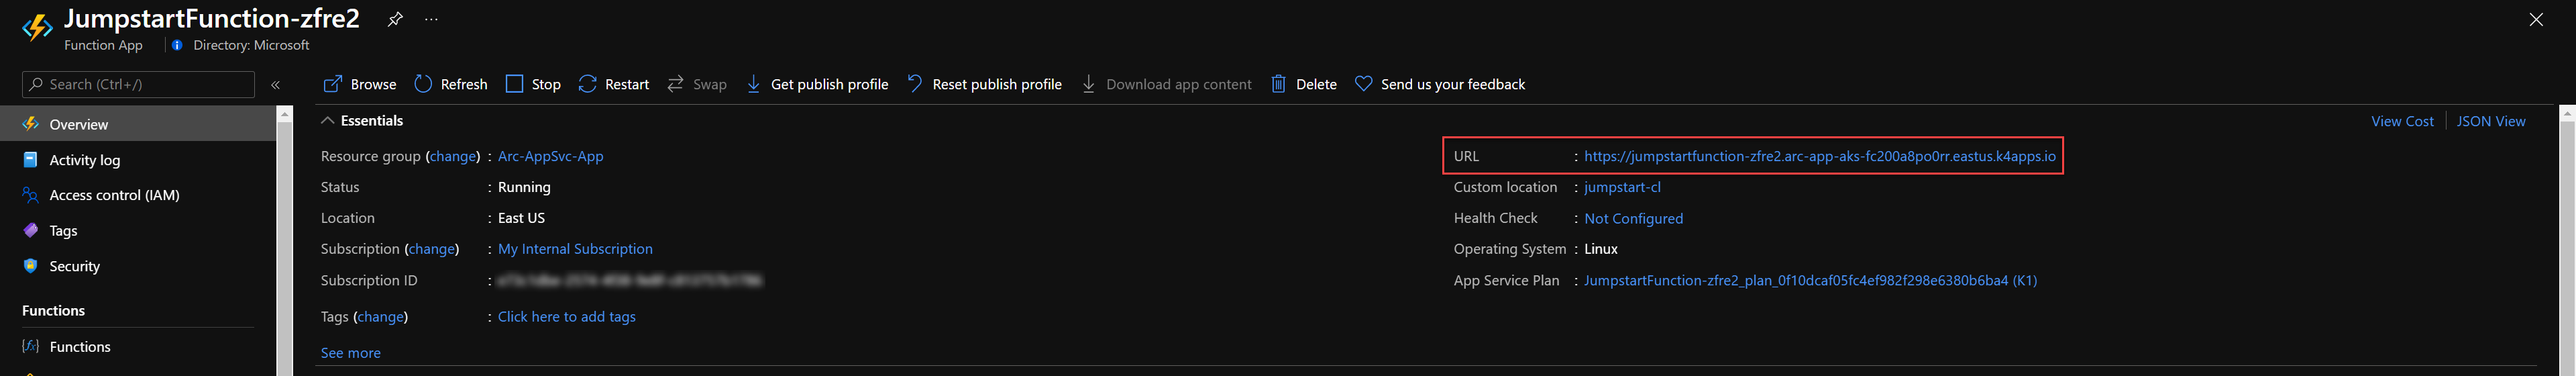 JumpstartFunction-zfre2
Function App
Directory: Microsoft
Search (Ctrl+/)
Browse Refresh Stop Restart Swap Get publish profile Reset publish profile Download app content Delete Send us your feedback
Overview
Activity log
Access control (IAM)
Tags
Security
Functions
Functions
Essentials
View Cost JSON View
Resource group (change) : Arc-AppSvc-App
Status : Running
Location : East US
Subscription (change) : My Internal Subscription
Subscription ID :
Tags (change) : Click here to add tags
See more
URL : https://jumpstartfunction-zfre2.arc-app-aks-fc200a8po0rr.eastus.k4apps.io
Custom location : jumpstart-cl
Health Check : Not Configured
Operating System : Linux
App Service Plan : JumpstartFunction-zfre2_plan_0f10dcaf05fc4ef982f298e6380b6ba4 (K1)